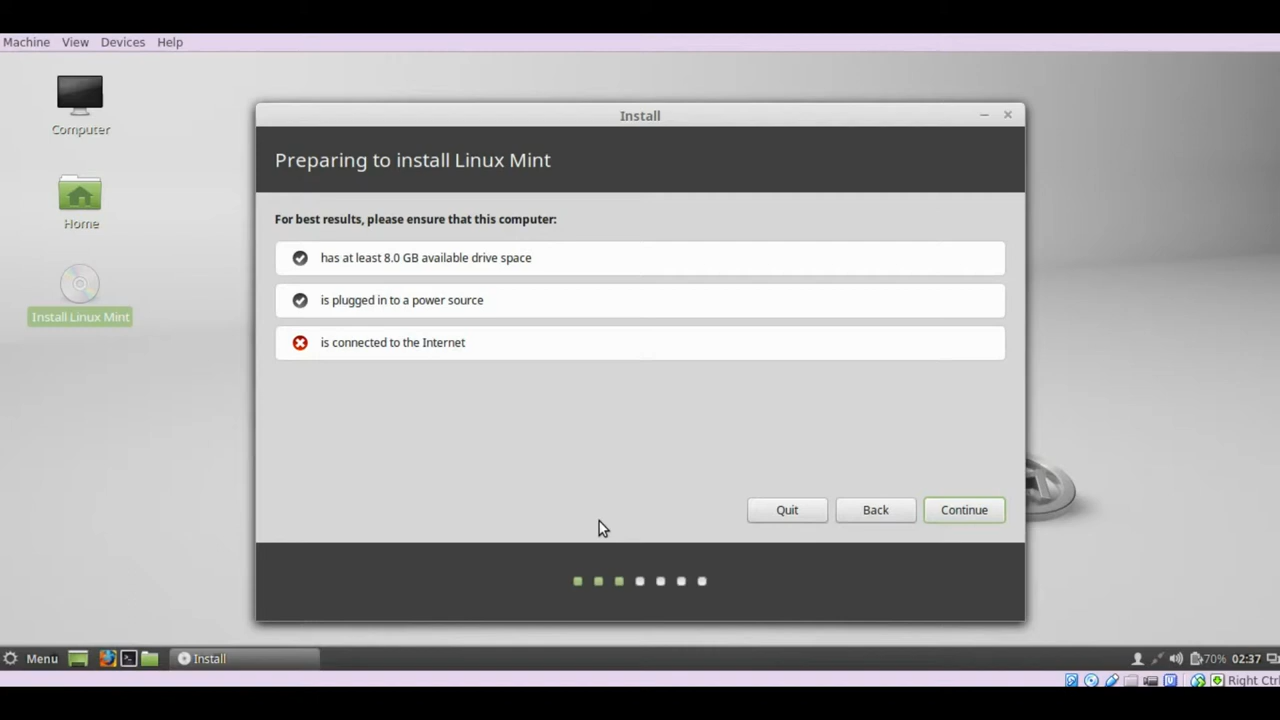 Machine View Devices Help
Install
Computer
Preparing to install Linux Mint
Home
For best results, please ensure that this computer:
has at least 8.0 GB available drive space
is plugged in to a power source
Install Linux Mint
is connected to the Internet
Quit Back Continue
Menu Install 70% 02:37
Right Ctrl